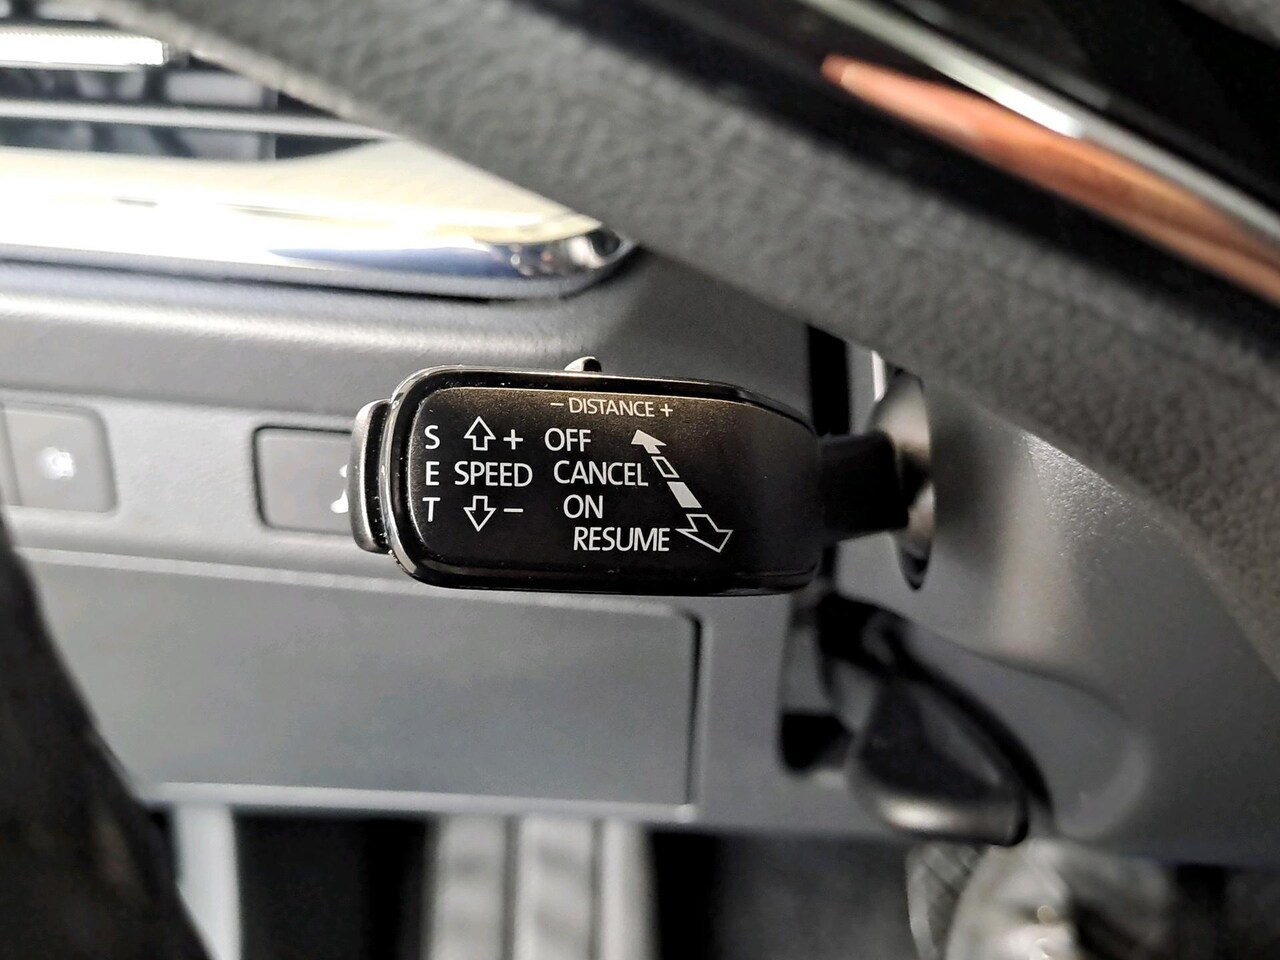 − DISTANCE +
S + OFF
E SPEED CANCEL
T − ON
RESUME